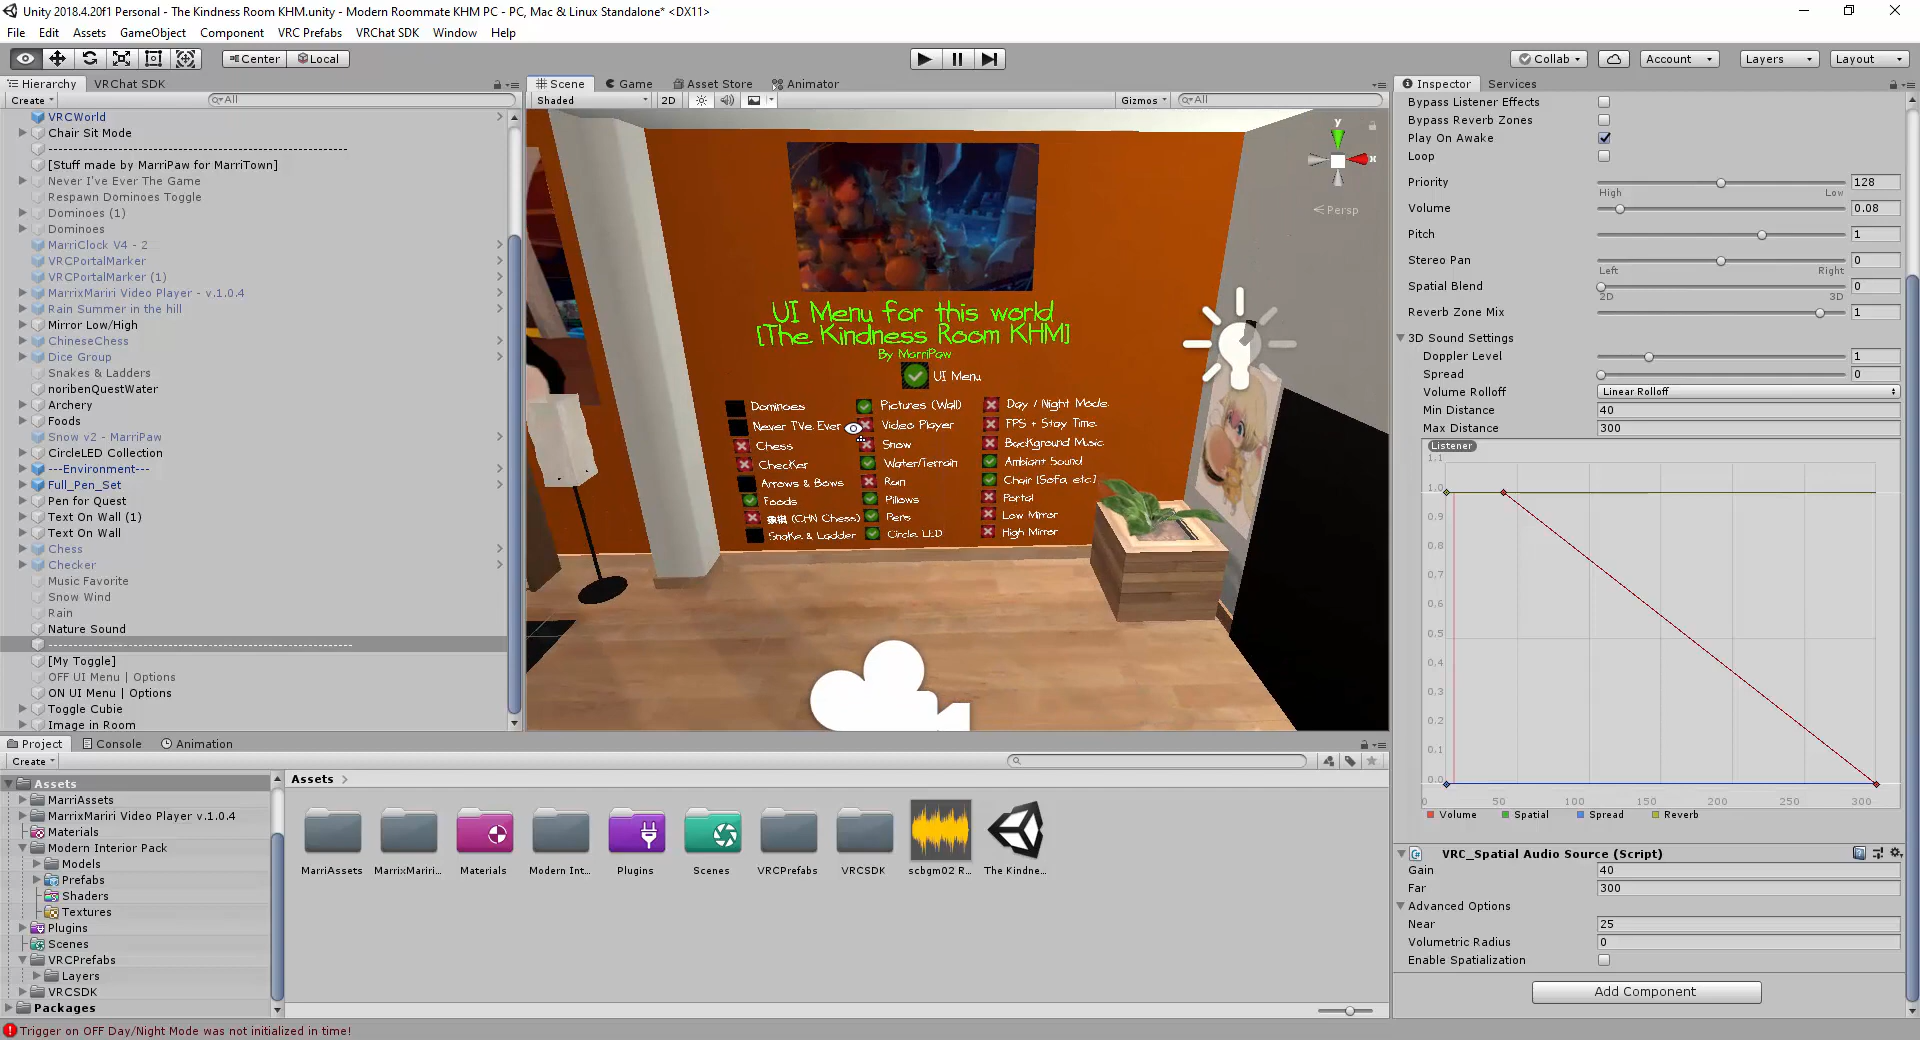 Unity 2018.4.20f1 Personal - The Kindness Room KHM.unity - Modern Roommate KHM PC - PC, Mac & Linux Standalone* <DX11>
File Edit Assets GameObject Component VRC Prefabs VRChat SDK Window Help
Center Local Collab Account Layers Layout
Hierarchy VRChat SDK
Create All
VRCWorld
Chair Sit Mode
[Stuff made by MarriPaw for MarriTown]
Never I've Ever The Game
Respawn Dominoes Toggle
Dominoes (1)
Dominoes
MarriClock V4 - 2
VRCPortalMarker
VRCPortalMarker (1)
MarrixMariri Video Player - v.1.0.4
Rain Summer in the hill
Mirror Low/High
ChineseChess
Dice Group
Snakes & Ladders
noribenQuestWater
Archery
Foods
Snow v2 - MarriPaw
CircleLED Collection
---Environment---
Full_Pen_Set
Pen for Quest
Text On Wall (1)
Text On Wall
Chess
Checker
Music Favorite
Snow Wind
Rain
Nature Sound
[My Toggle]
OFF UI Menu | Options
ON UI Menu | Options
Toggle Cubie
Image in Room
Scene Game Asset Store Animator
Shaded 2D Gizmos All
y
x
Persp
UI Menu for this world
[The Kindness Room KHM]
By MarriPaw
UI Menu
Dominoes Pictures (Wall) Day / Night Mode
Never I've Ever Video Player FPS + Stay Time
Chess Snow Background Music
Checker Water/Terrain Ambiant Sound
Arrows & Bows Rain Chair [Sofa, etc]
Foods Pillows Portal
象棋 (CHN Chess) Pens Low Mirror
Snake & Ladder Circle LED High Mirror
Inspector Services
Bypass Listener Effects
Bypass Reverb Zones
Play On Awake
Loop
Priority 128
High Low
Volume 0.08
Pitch 1
Stereo Pan 0
Left Right
Spatial Blend 0
2D 3D
Reverb Zone Mix 1
3D Sound Settings
Doppler Level 1
Spread 0
Volume Rolloff Linear Rolloff
Min Distance 40
Max Distance 300
Listener
1.1
1.0
0.9
0.8
0.7
0.6
0.5
0.4
0.3
0.2
0.1
0.0
0 50 100 150 200 250 300
Volume Spatial Spread Reverb
VRC_Spatial Audio Source (Script)
Gain 40
Far 300
Advanced Options
Near 25
Volumetric Radius 0
Enable Spatialization
Add Component
Project Console Animation
Create
Assets
MarriAssets
MarrixMariri Video Player v.1.0.4
Materials
Modern Interior Pack
Models
Prefabs
Shaders
Textures
Plugins
Scenes
VRCPrefabs
Layers
VRCSDK
Packages
Assets
MarriAssets MarrixMariri... Materials Modern Int... Plugins Scenes VRCPrefabs VRCSDK scbgm02 R... The Kindne...
Trigger on OFF Day/Night Mode was not initialized in time!